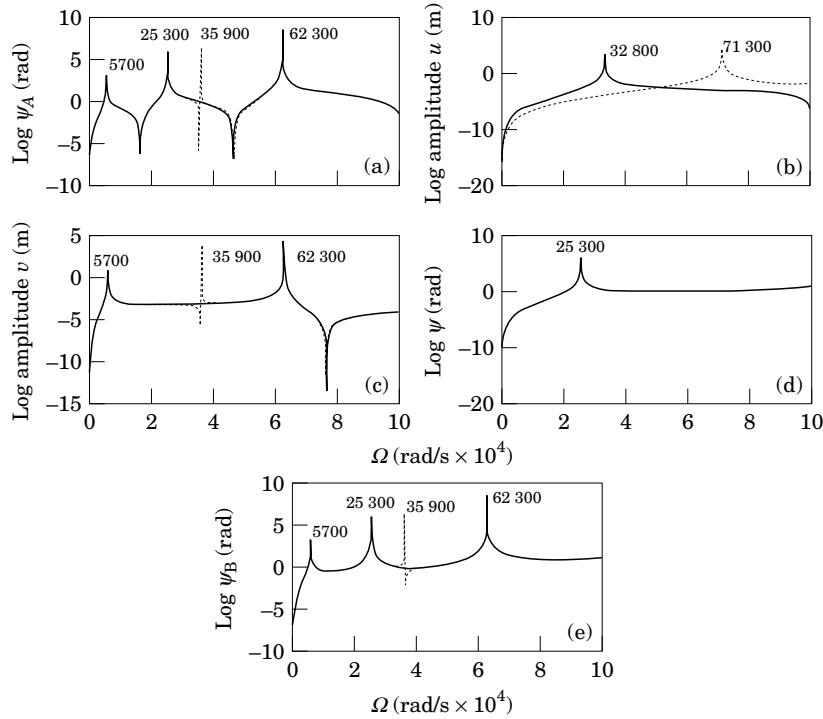 15
10
5
0
−5
−10
Log ψA (rad)
5700
25 300
35 900
62 300
(a)
10
0
−10
−20
Log amplitude u (m)
32 800
71 300
(b)
5
0
−5
−10
−15
Log amplitude v (m)
5700
35 900
62 300
(c)
0 2 4 6 8 10
Ω (rad/s × 10⁴)
10
0
−10
−20
Log ψ (rad)
25 300
(d)
0 2 4 6 8 10
Ω (rad/s × 10⁴)
10
5
0
−5
−10
Log ψB (rad)
5700
25 300
35 900
62 300
(e)
0 2 4 6 8 10
Ω (rad/s × 10⁴)